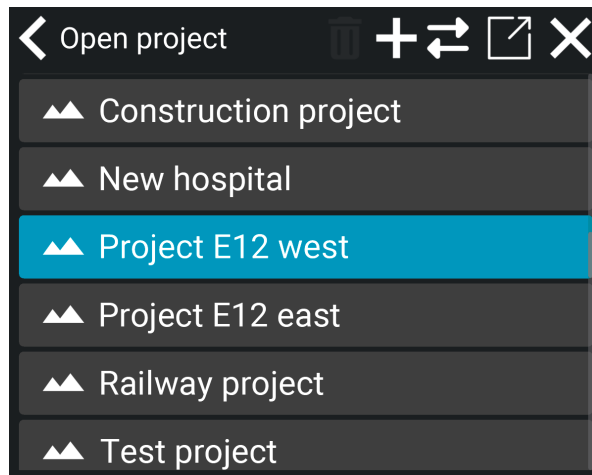 Open project
Construction project
New hospital
Project E12 west
Project E12 east
Railway project
Test project